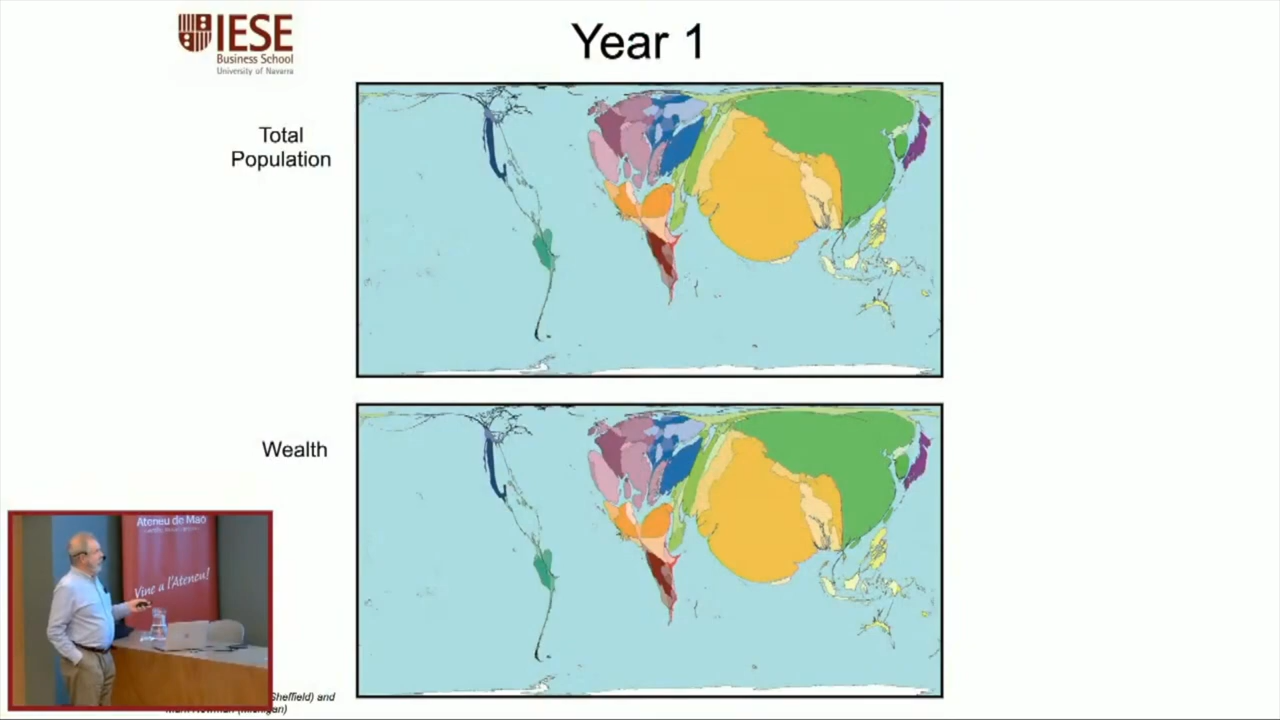 IESE
Business School
University of Navarra
Year 1
Total
Population
Wealth
Ateneu de Maó
Vine a l'Ateneu!
Sheffield) and